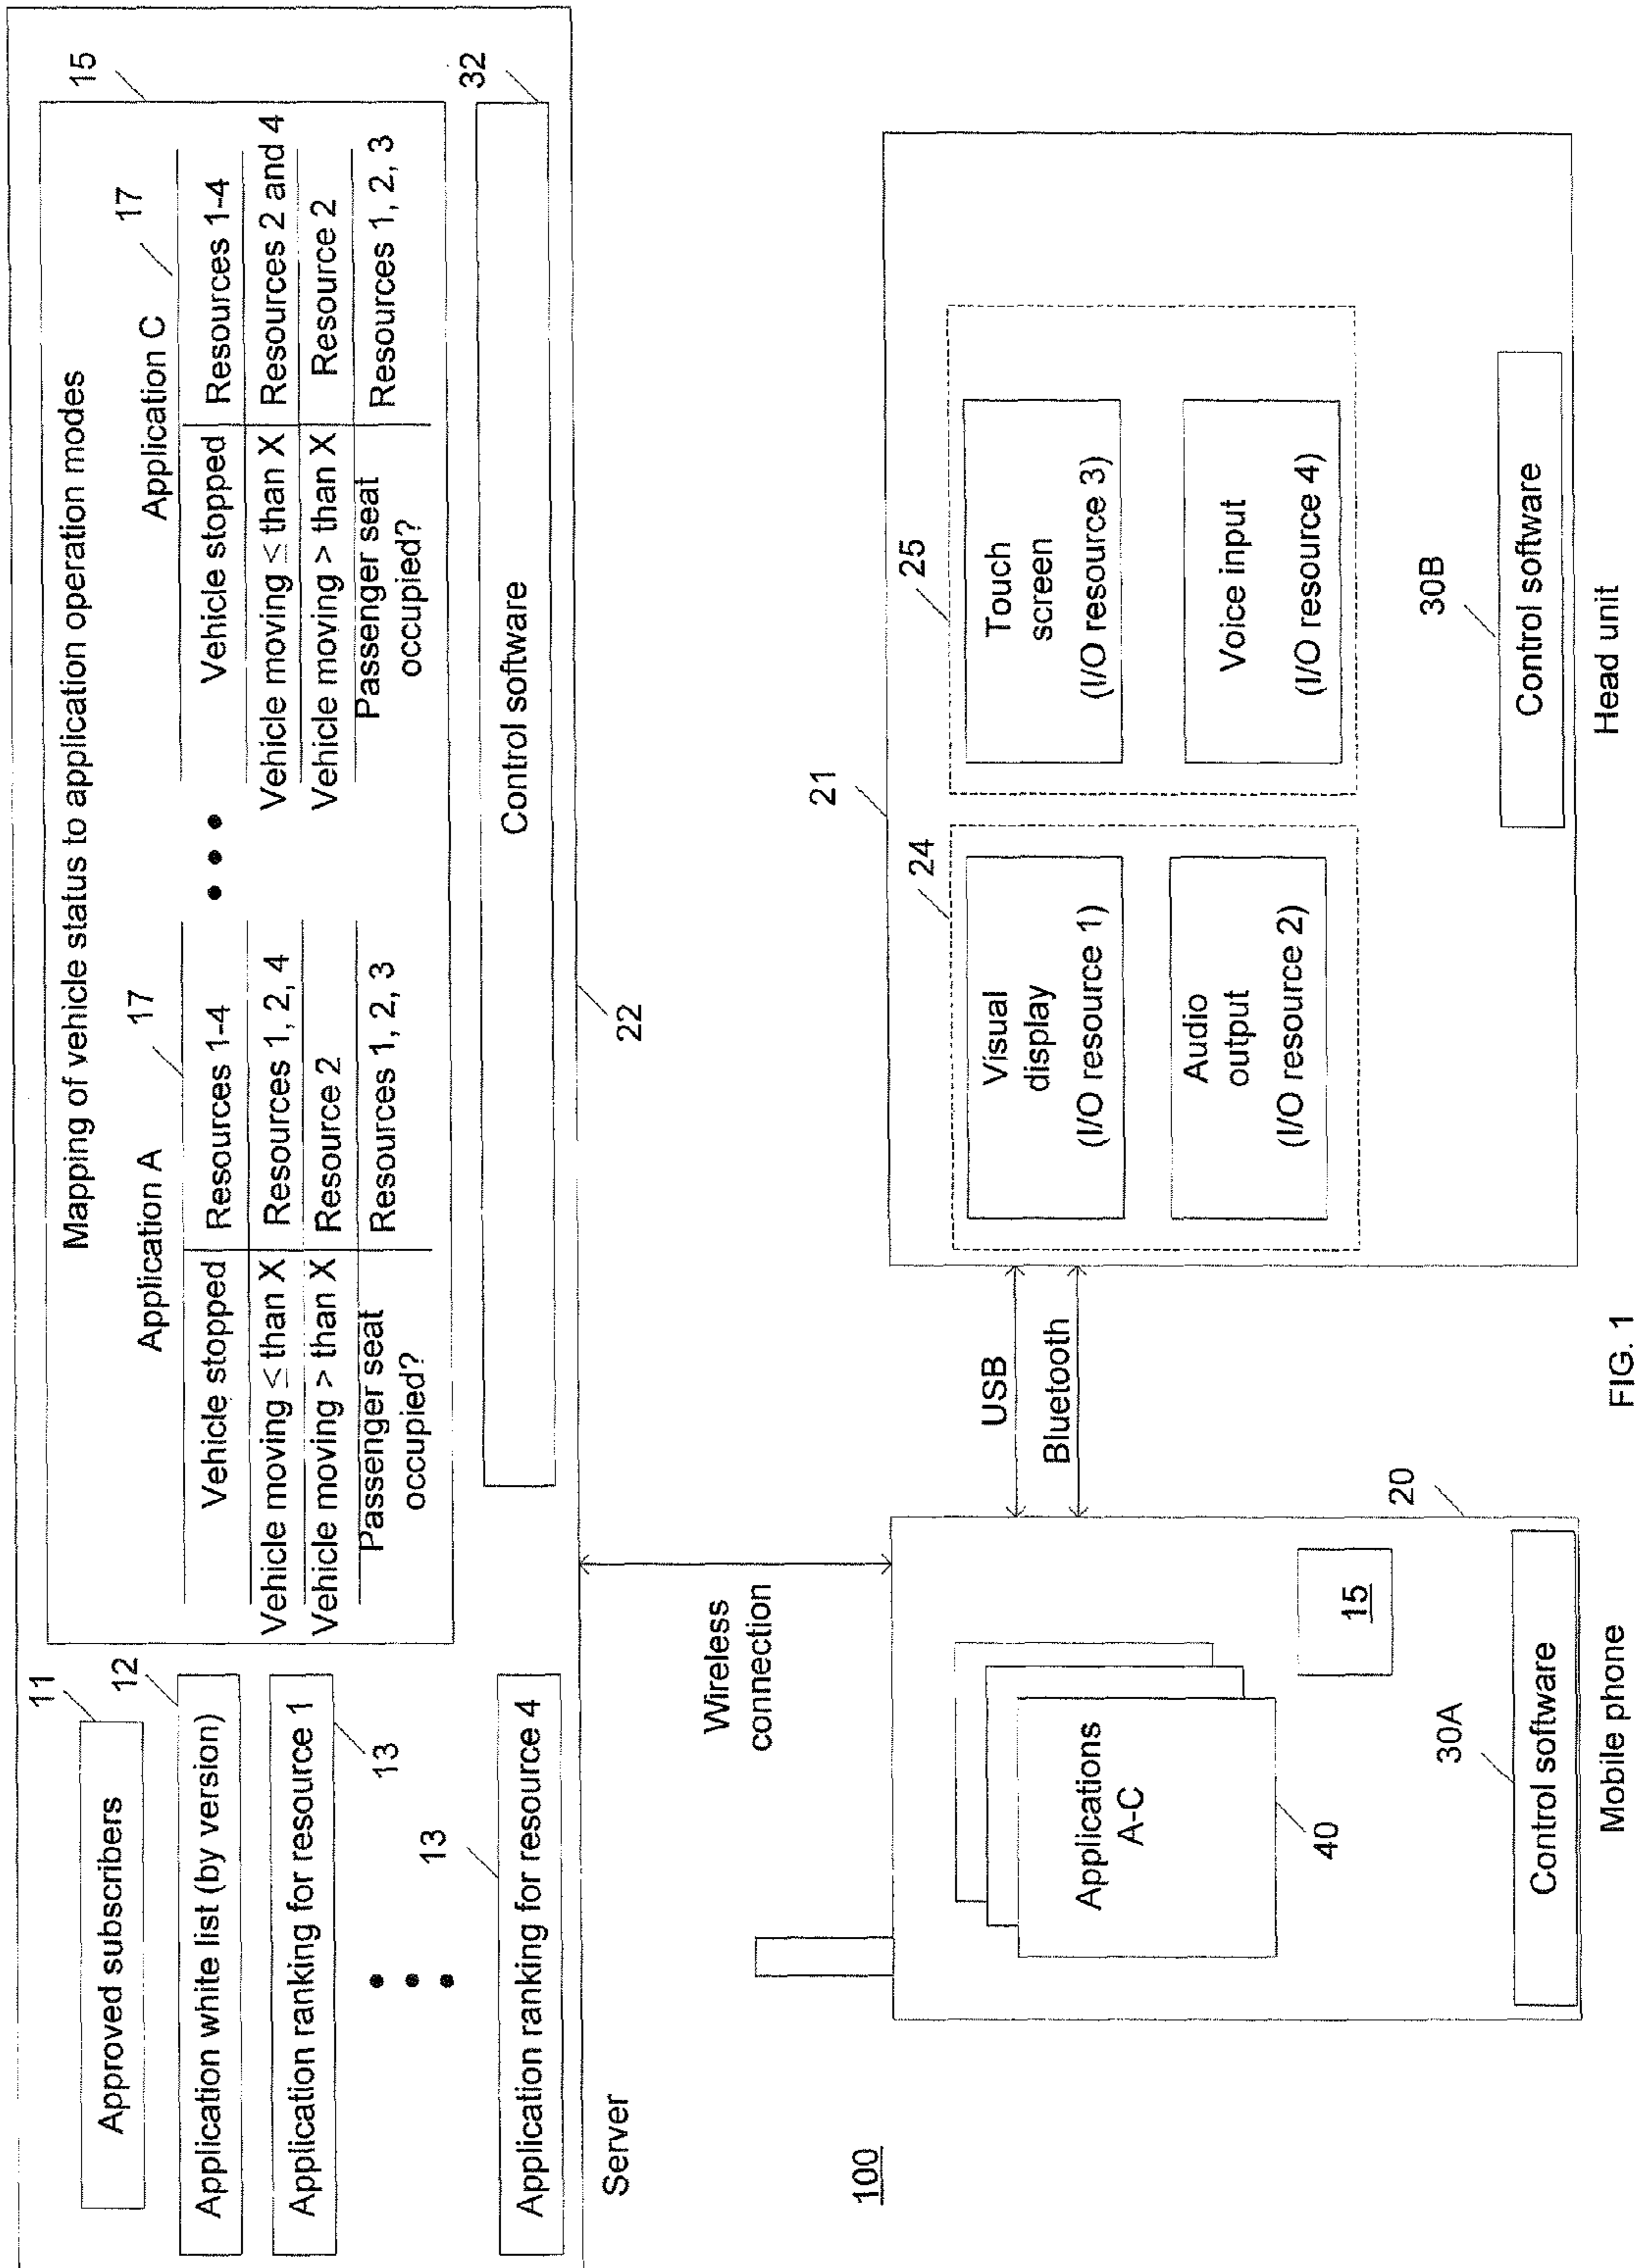 11
Approved subscribers
12
Application white list (by version)
Application ranking for resource 1
13
13
Application ranking for resource 4
Mapping of vehicle status to application operation modes
15
Application A
17
Vehicle stopped Resources 1-4
Vehicle moving ≤ than X Resources 1, 2, 4
Vehicle moving > than X Resource 2
Passenger seat
occupied?
Resources 1, 2, 3
Application C
17
Vehicle stopped Resources 1-4
Vehicle moving ≤ than X Resources 2 and 4
Vehicle moving > than X Resource 2
Passenger seat
occupied?
Resources 1, 2, 3
Control software
32
22
Server
100
Wireless
connection
Applications
A-C
40
15
20
30A
Control software
Mobile phone
USB
Bluetooth
21
24
Visual
display
(I/O resource 1)
Audio
output
(I/O resource 2)
25
Touch
screen
(I/O resource 3)
Voice input
(I/O resource 4)
30B
Control software
Head unit
FIG. 1